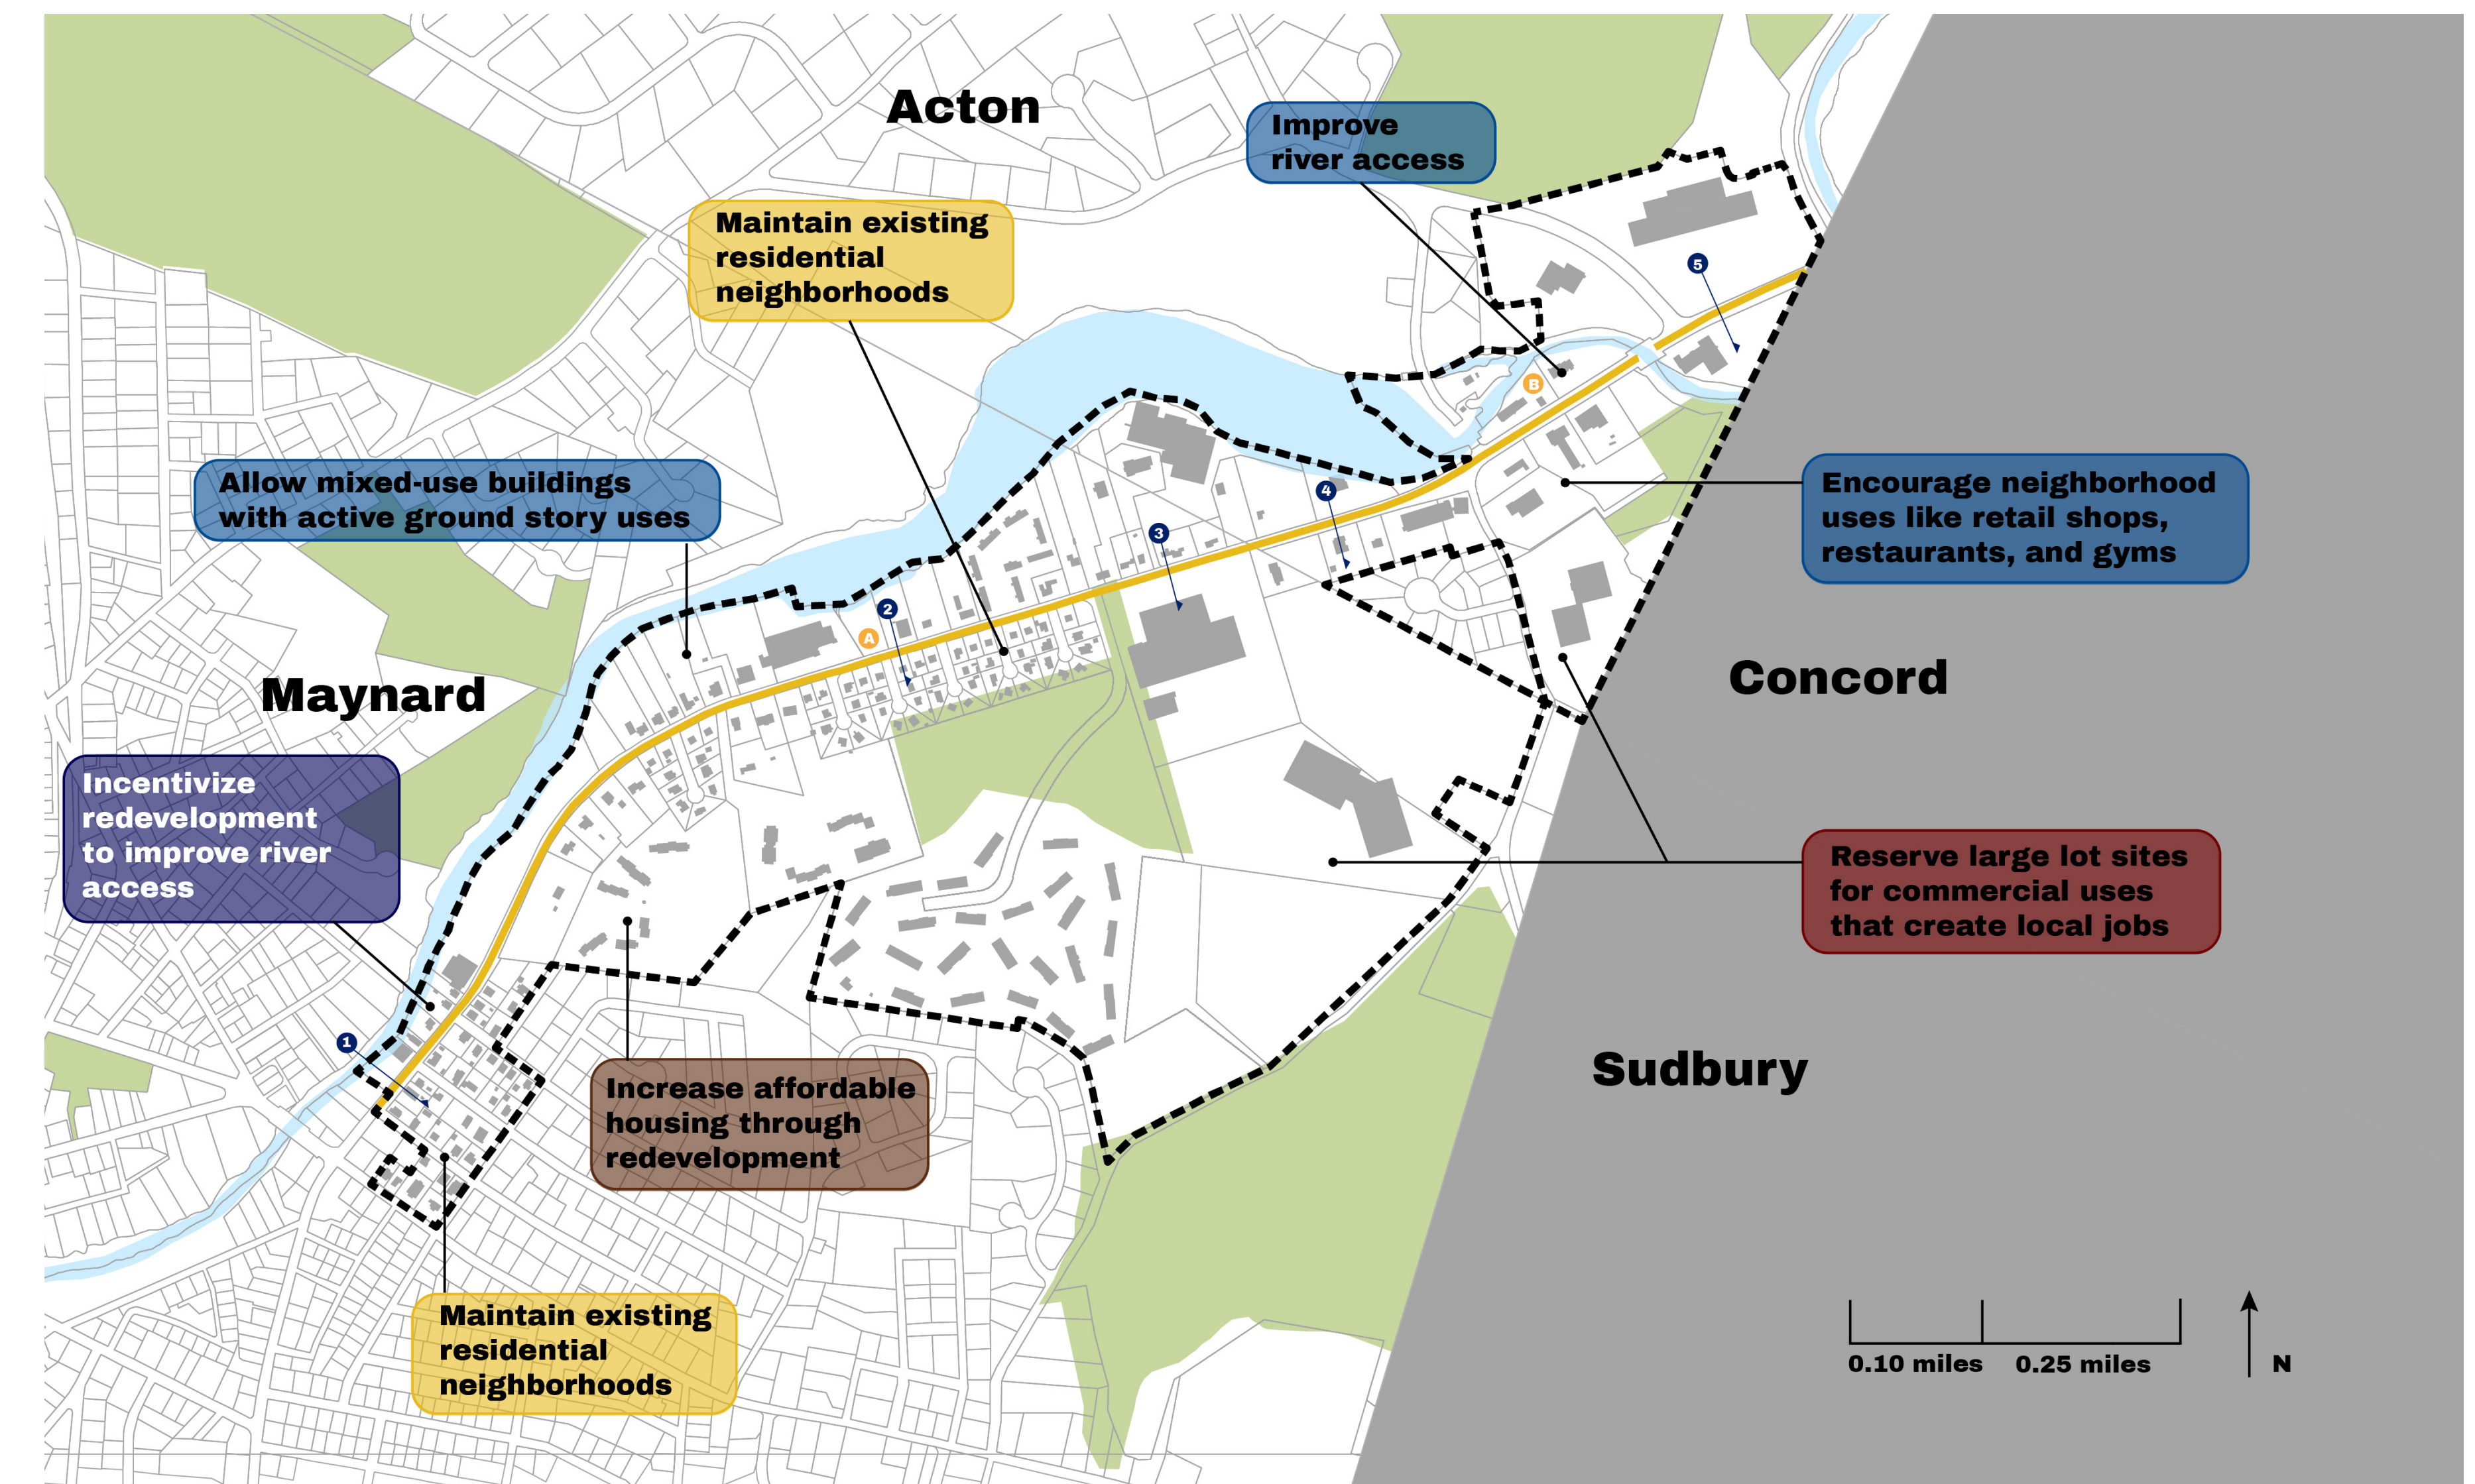 Acton
Improve
river access
Maintain existing
residential
neighborhoods
5
B
Allow mixed-use buildings
with active ground story uses
4
Encourage neighborhood
uses like retail shops,
restaurants, and gyms
3
2
A
Maynard
Concord
Incentivize
redevelopment
to improve river
access
Reserve large lot sites
for commercial uses
that create local jobs
1
Increase affordable
housing through
redevelopment
Sudbury
Maintain existing
residential
neighborhoods
0.10 miles 0.25 miles N